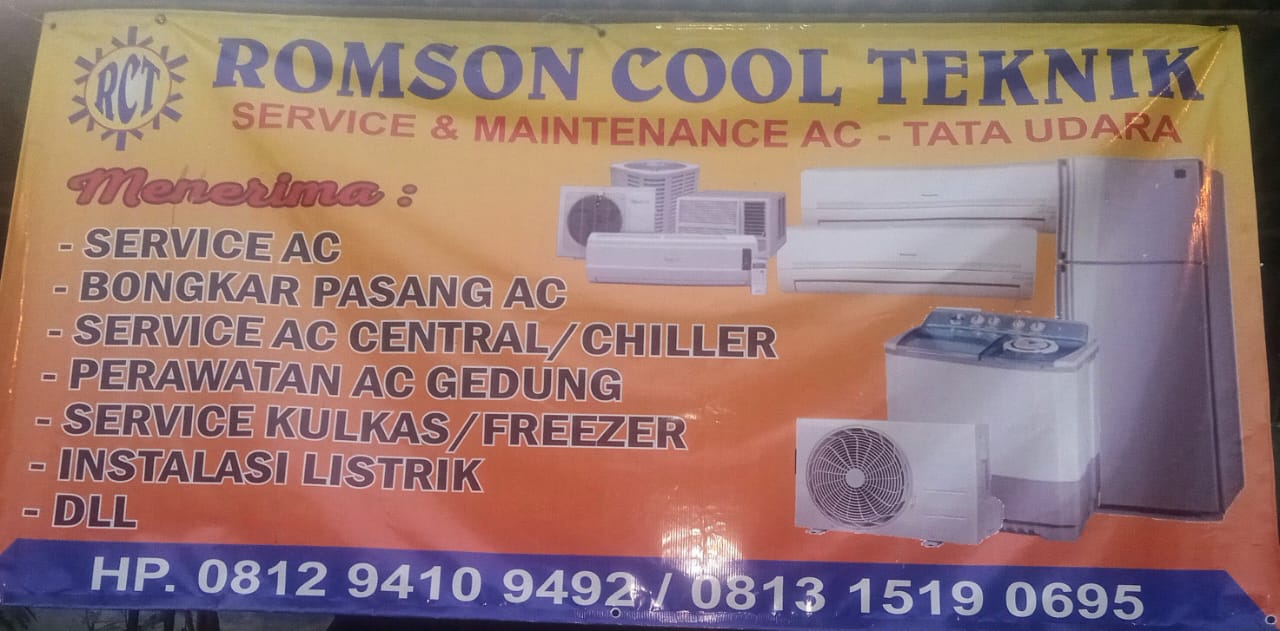 RCT
ROMSON COOL TEKNIK
SERVICE & MAINTENANCE AC - TATA UDARA
Menerima :
- SERVICE AC
- BONGKAR PASANG AC
- SERVICE AC CENTRAL/CHILLER
- PERAWATAN AC GEDUNG
- SERVICE KULKAS/FREEZER
- INSTALASI LISTRIK
- DLL
HP. 0812 9410 9492 / 0813 1519 0695